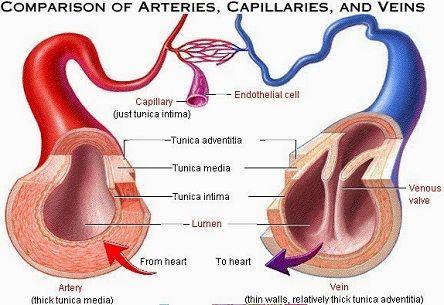 COMPARISON OF ARTERIES, CAPILLARIES, AND VEINS
Capillary
(just tunica intima)
Endothelial cell
Tunica adventitia
Tunica media
Tunica intima
Lumen
Venous
valve
From heart
To heart
Artery
(thick tunica media)
Vein
(thin walls, relatively thick tunica adventitia)